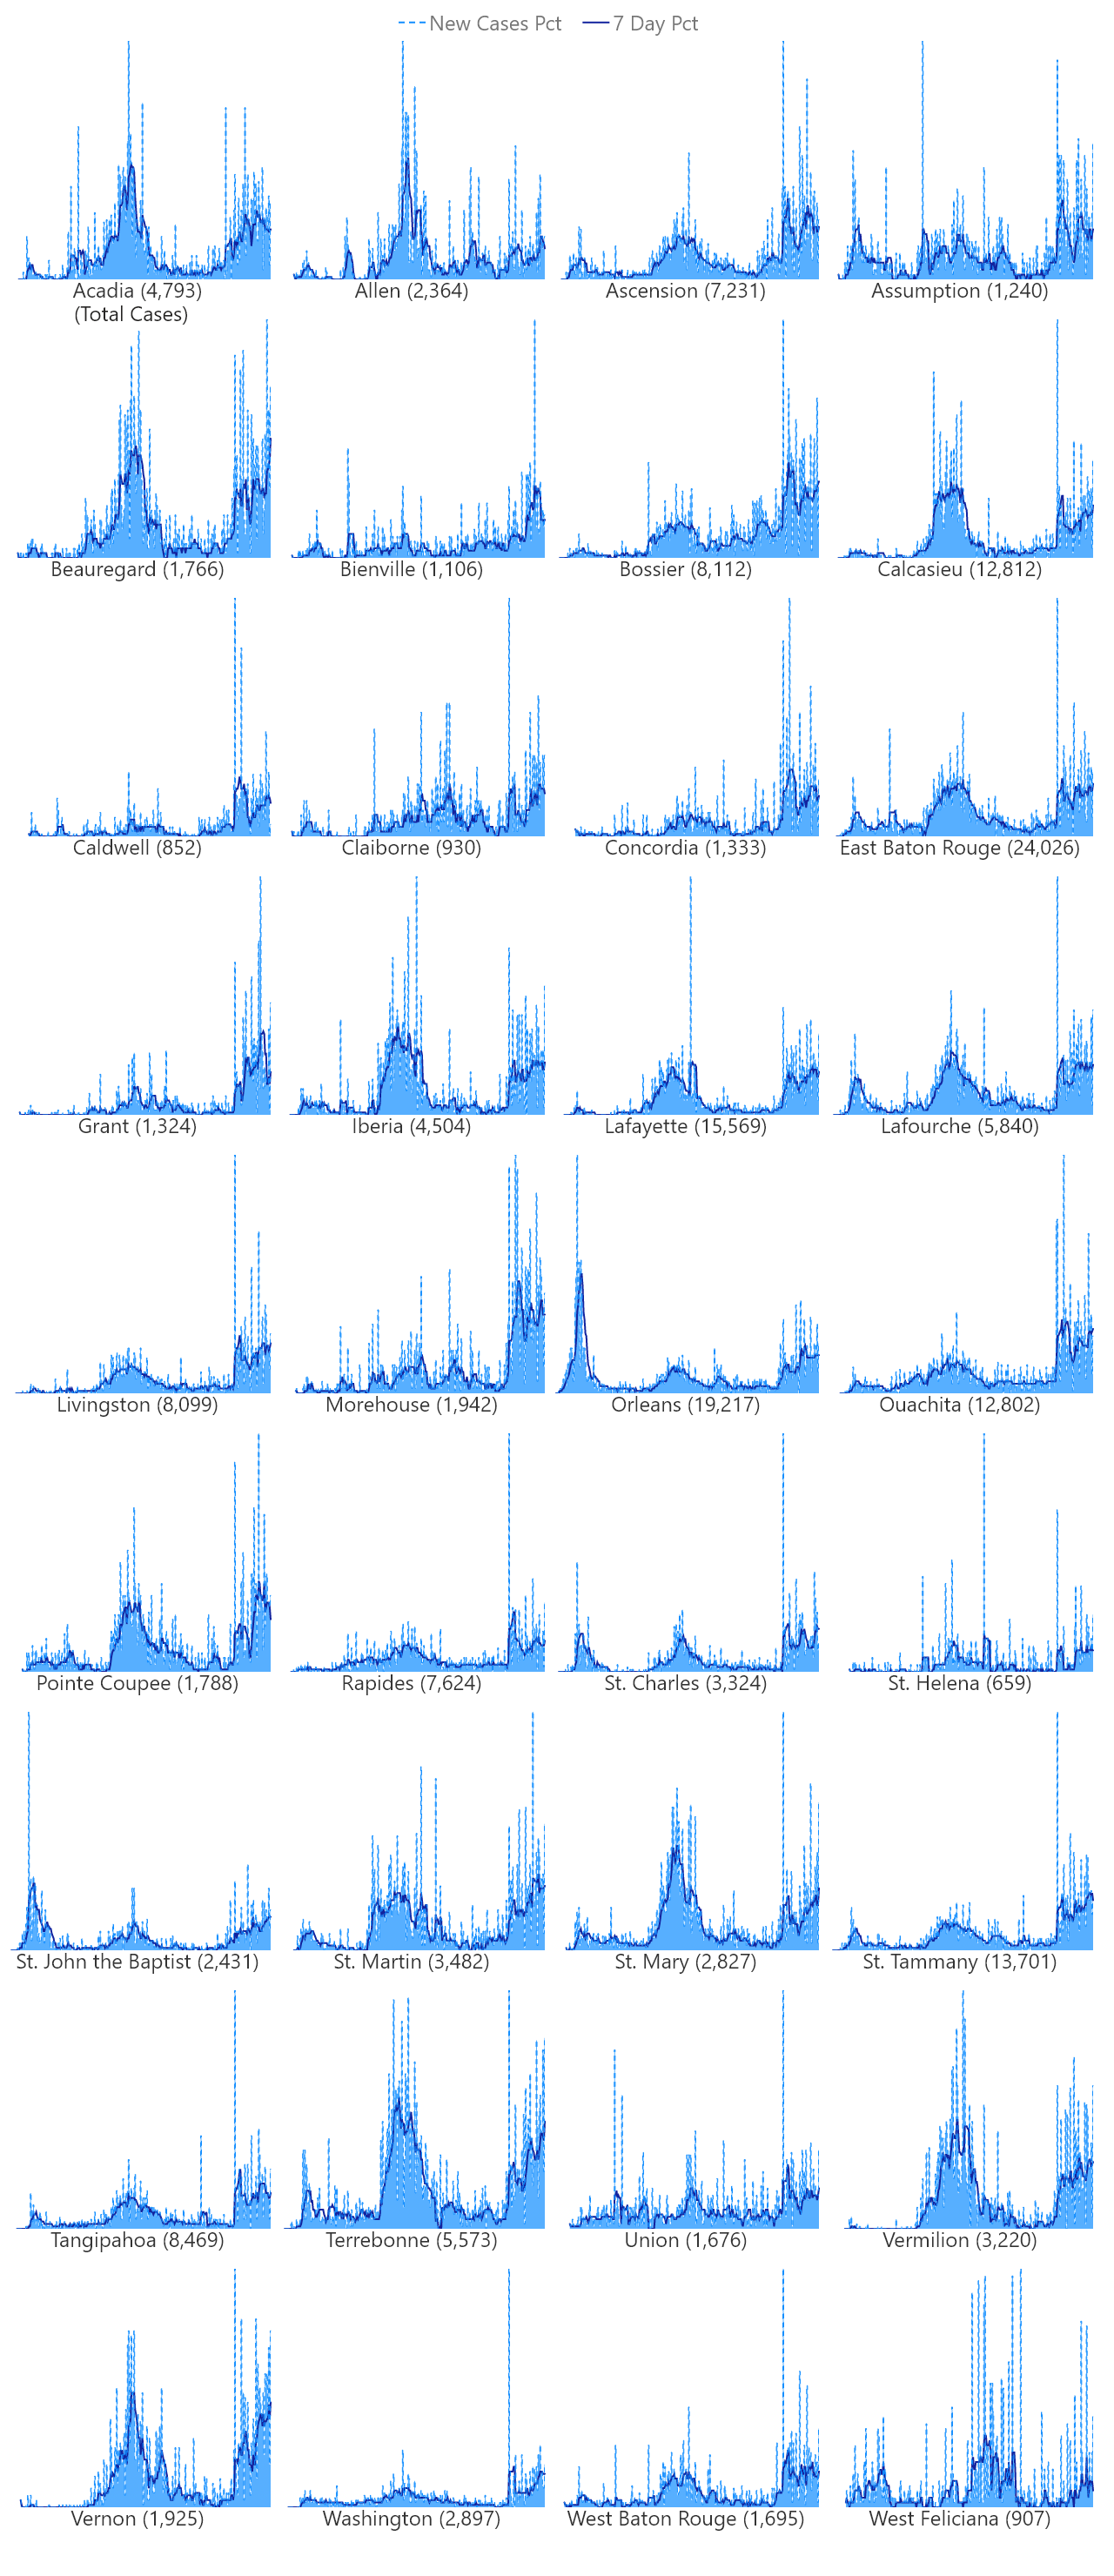 New Cases Pct 7 Day Pct
Acadia (4,793) Allen (2,364) Ascension (7,231) Assumption (1,240)
(Total Cases)
Beauregard (1,766) Bienville (1,106) Bossier (8,112) Calcasieu (12,812)
Caldwell (852) Claiborne (930) Concordia (1,333) East Baton Rouge (24,026)
Grant (1,324) Iberia (4,504) Lafayette (15,569) Lafourche (5,840)
Livingston (8,099) Morehouse (1,942) Orleans (19,217) Ouachita (12,802)
Pointe Coupee (1,788) Rapides (7,624) St. Charles (3,324) St. Helena (659)
St. John the Baptist (2,431) St. Martin (3,482) St. Mary (2,827) St. Tammany (13,701)
Tangipahoa (8,469) Terrebonne (5,573) Union (1,676) Vermilion (3,220)
Vernon (1,925) Washington (2,897) West Baton Rouge (1,695) West Feliciana (907)